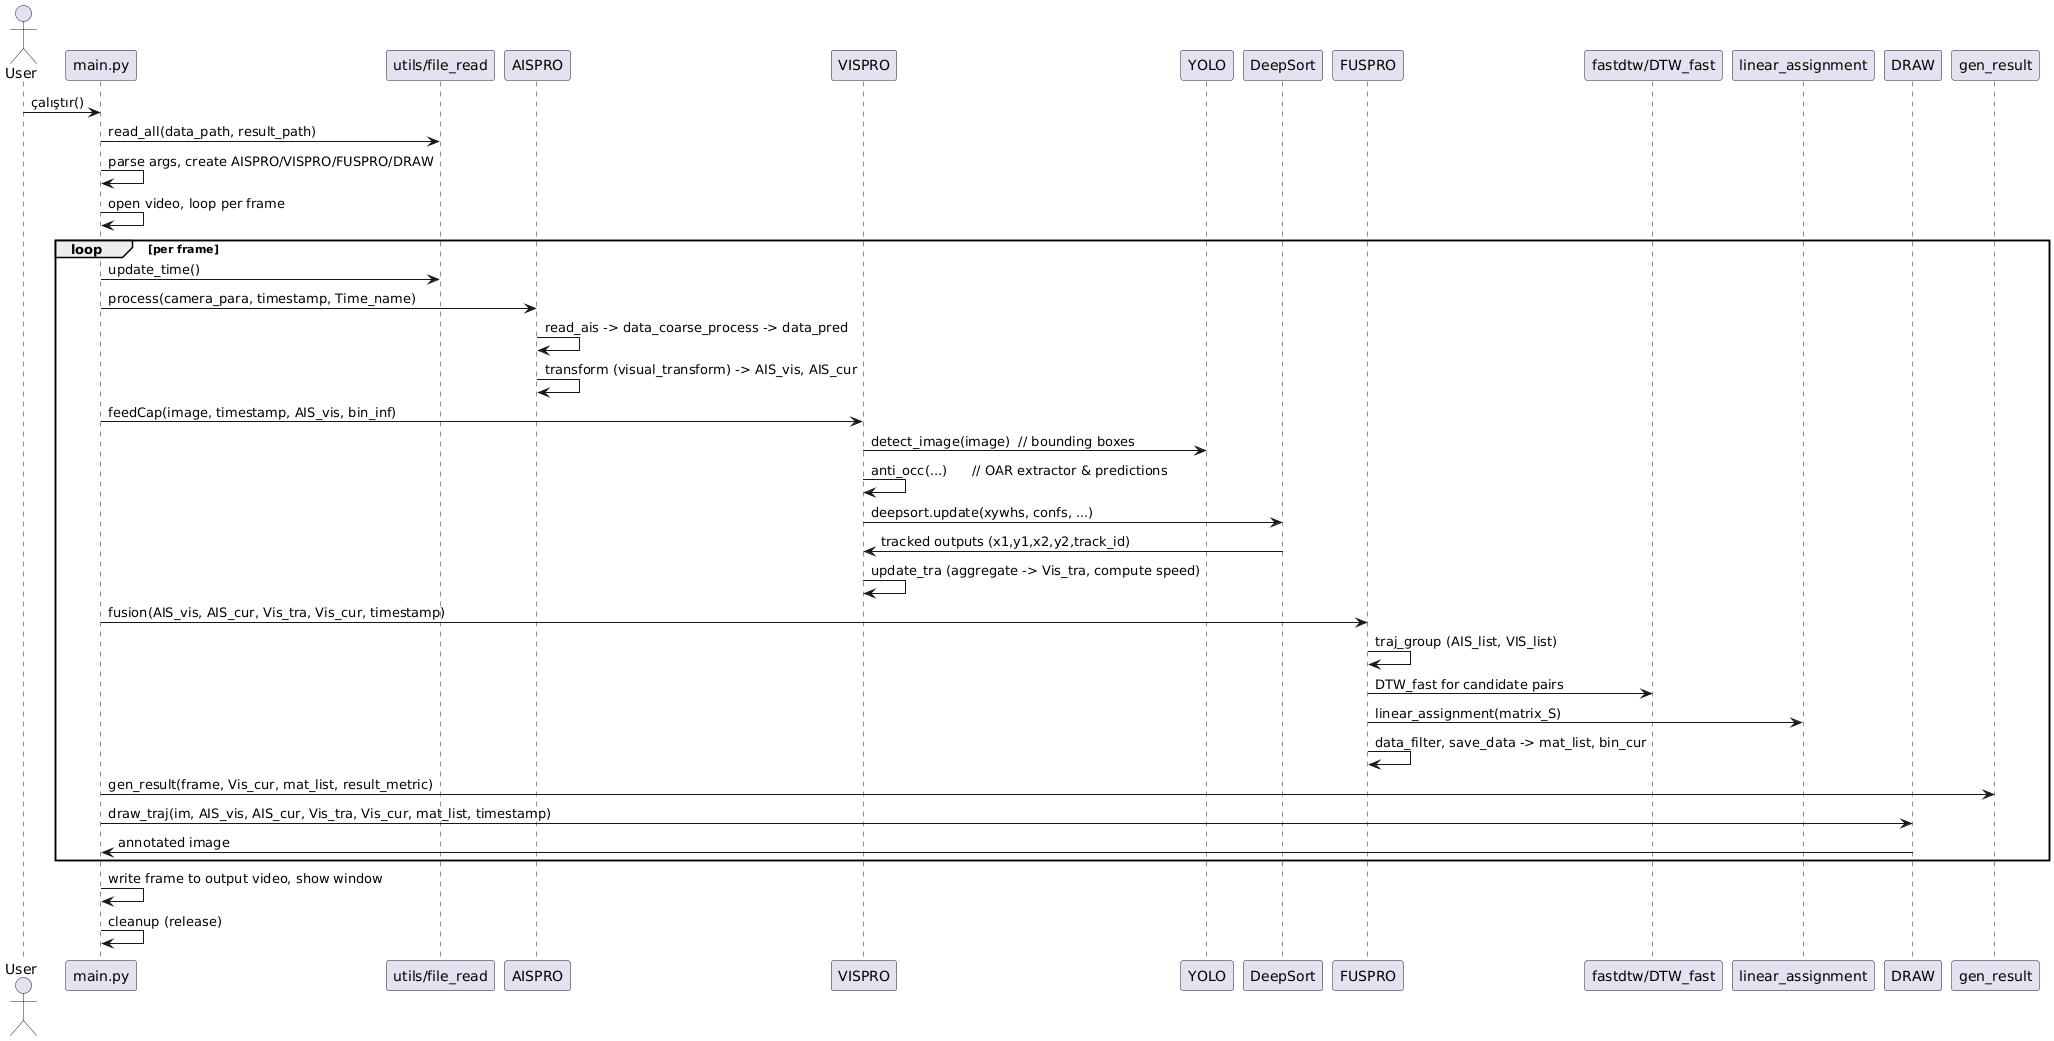 User
main.py
utils/file_read
AISPRO
VISPRO
YOLO
DeepSort
FUSPRO
fastdtw/DTW_fast
linear_assignment
DRAW
gen_result
çalıştır()
read_all(data_path, result_path)
parse args, create AISPRO/VISPRO/FUSPRO/DRAW
open video, loop per frame
loop [per frame]
update_time()
process(camera_para, timestamp, Time_name)
read_ais -> data_coarse_process -> data_pred
transform (visual_transform) -> AIS_vis, AIS_cur
feedCap(image, timestamp, AIS_vis, bin_inf)
detect_image(image)  // bounding boxes
anti_occ(...)      // OAR extractor & predictions
deepsort.update(xywhs, confs, ...)
tracked outputs (x1,y1,x2,y2,track_id)
update_tra (aggregate -> Vis_tra, compute speed)
fusion(AIS_vis, AIS_cur, Vis_tra, Vis_cur, timestamp)
traj_group (AIS_list, VIS_list)
DTW_fast for candidate pairs
linear_assignment(matrix_S)
data_filter, save_data -> mat_list, bin_cur
gen_result(frame, Vis_cur, mat_list, result_metric)
draw_traj(im, AIS_vis, AIS_cur, Vis_tra, Vis_cur, mat_list, timestamp)
annotated image
write frame to output video, show window
cleanup (release)
User
main.py
utils/file_read
AISPRO
VISPRO
YOLO
DeepSort
FUSPRO
fastdtw/DTW_fast
linear_assignment
DRAW
gen_result